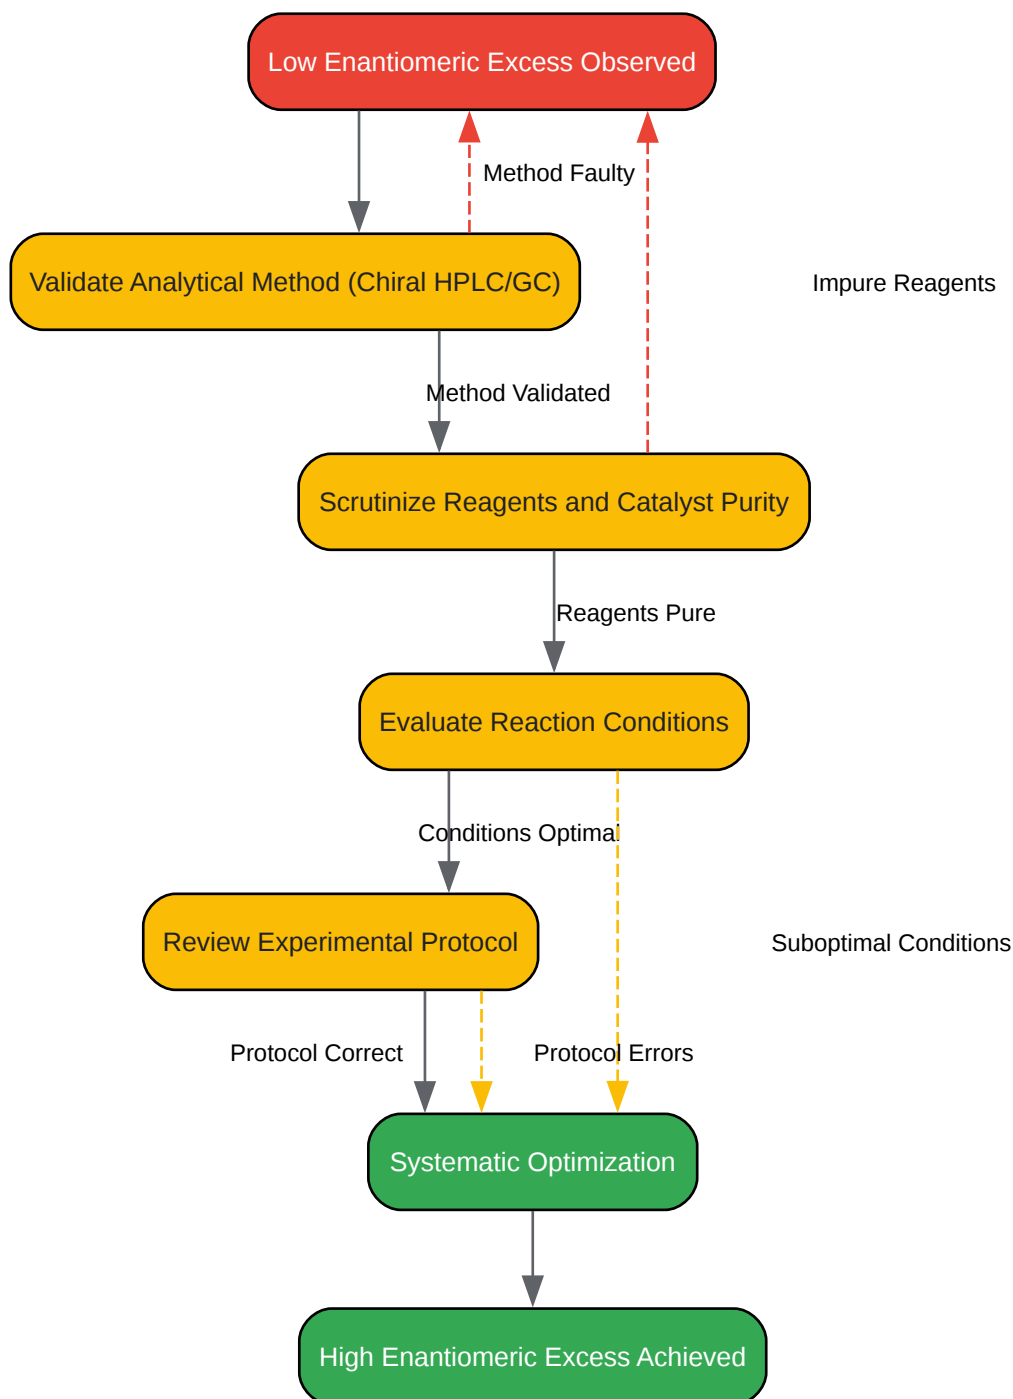 Low Enantiomeric Excess Observed
Method Faulty
Validate Analytical Method (Chiral HPLC/GC)
Impure Reagents
Method Validated
Scrutinize Reagents and Catalyst Purity
Reagents Pure
Evaluate Reaction Conditions
Conditions Optimal
Review Experimental Protocol
Suboptimal Conditions
Protocol Correct
Protocol Errors
Systematic Optimization
High Enantiomeric Excess Achieved